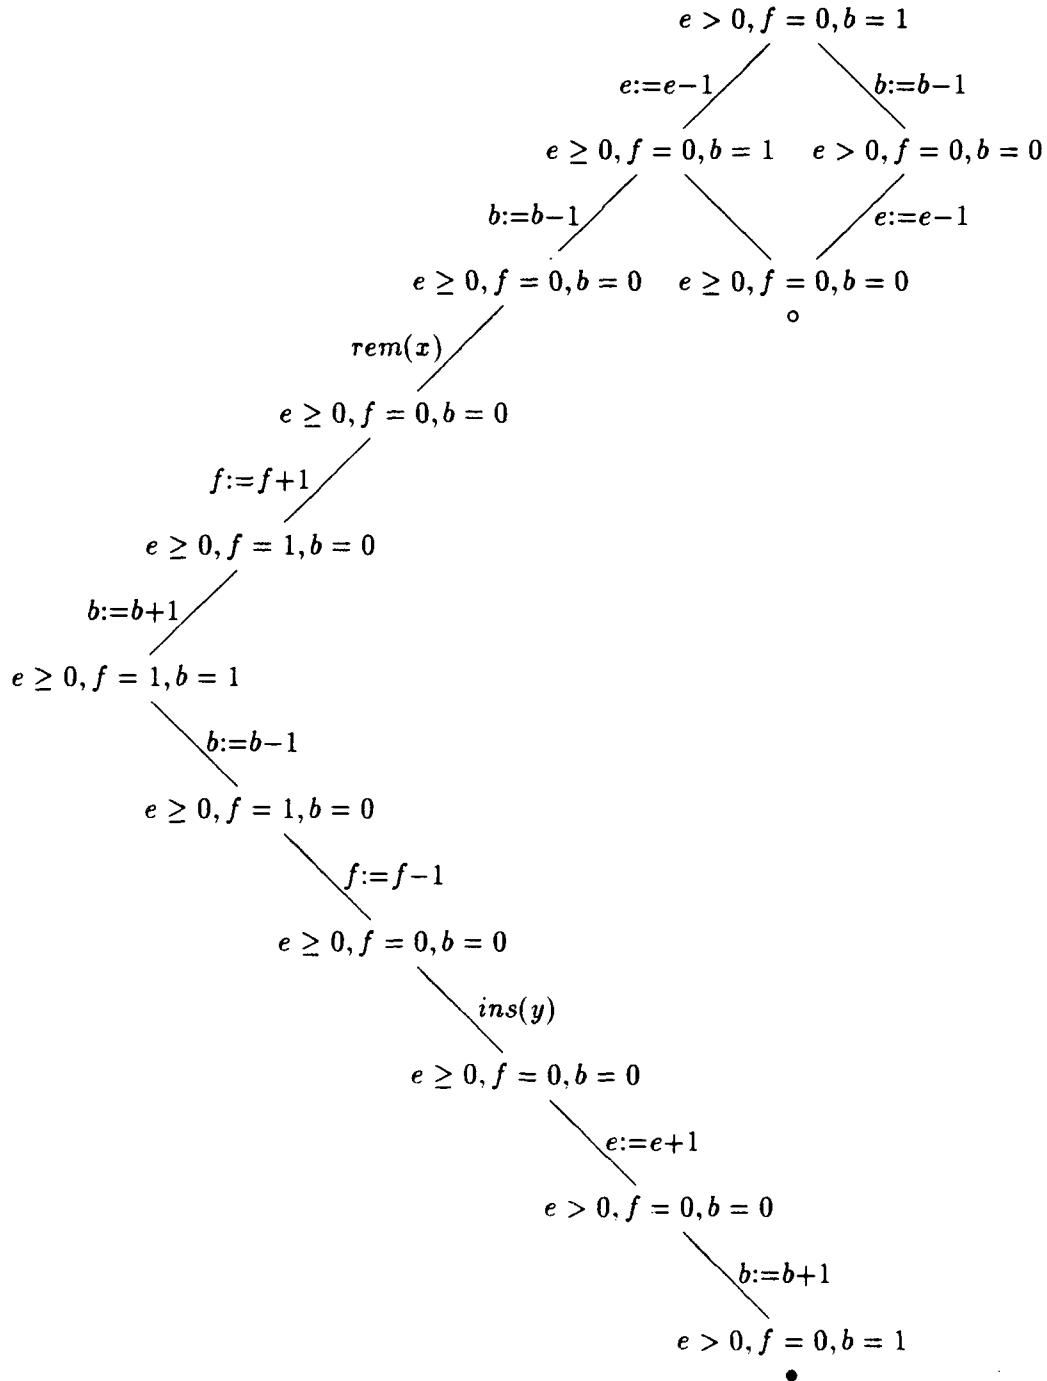 e > 0, f = 0, b = 1
e:=e−1 b:=b−1
e ≥ 0, f = 0, b = 1 e > 0, f = 0, b = 0
b:=b−1 e:=e−1
e ≥ 0, f = 0, b = 0 e ≥ 0, f = 0, b = 0
rem(x)
e ≥ 0, f = 0, b = 0
f:=f+1
e ≥ 0, f = 1, b = 0
b:=b+1
e ≥ 0, f = 1, b = 1
b:=b−1
e ≥ 0, f = 1, b = 0
f:=f−1
e ≥ 0, f = 0, b = 0
ins(y)
e ≥ 0, f = 0, b = 0
e:=e+1
e > 0, f = 0, b = 0
b:=b+1
e > 0, f = 0, b = 1